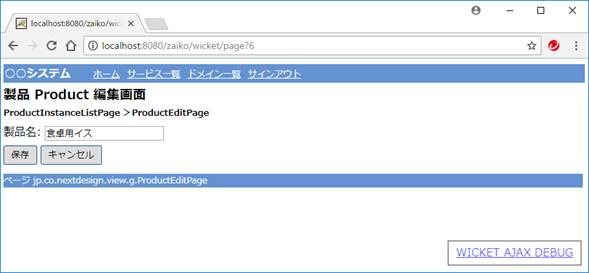 localhost:8080/zaiko/wic
localhost:8080/zaiko/wicket/page?6
〇〇システム ホーム サービス一覧 ドメイン一覧 サインアウト
製品 Product 編集画面
ProductInstanceListPage＞ProductEditPage
製品名: 食卓用イス
保存 キャンセル
ページ jp.co.nextdesign.view.g.ProductEditPage
WICKET AJAX DEBUG